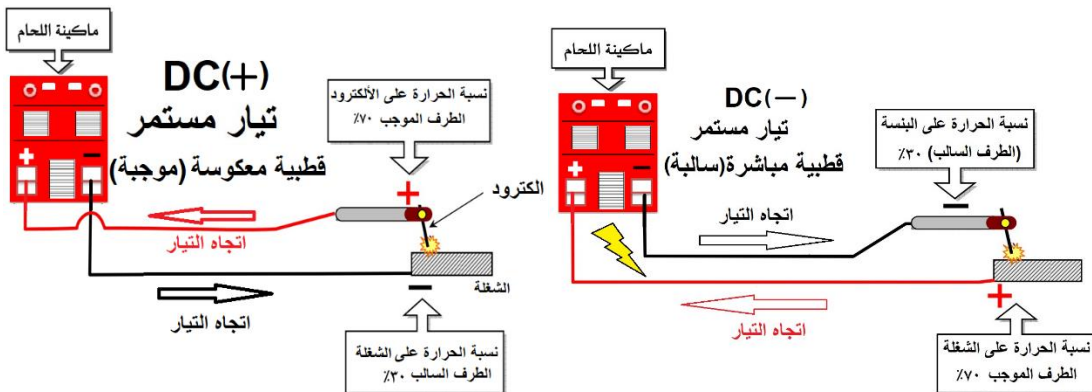 ماكينة اللحام
DC(+)
تيار مستمر
قطبية معكوسة (موجبة)
نسبة الحرارة على الألكترود
الطرف الموجب ٧٠٪
+
−
+
الكترود
اتجاه التيار
اتجاه التيار
−
الشغلة
نسبة الحرارة على الشغلة
الطرف السالب ٣٠٪
ماكينة اللحام
DC(−)
تيار مستمر
قطبية مباشرة(سالبة)
نسبة الحرارة على البنسة
(الطرف السالب) ٣٠٪
+
−
−
اتجاه التيار
+
اتجاه التيار
نسبة الحرارة على الشغلة
الطرف الموجب ٧٠٪